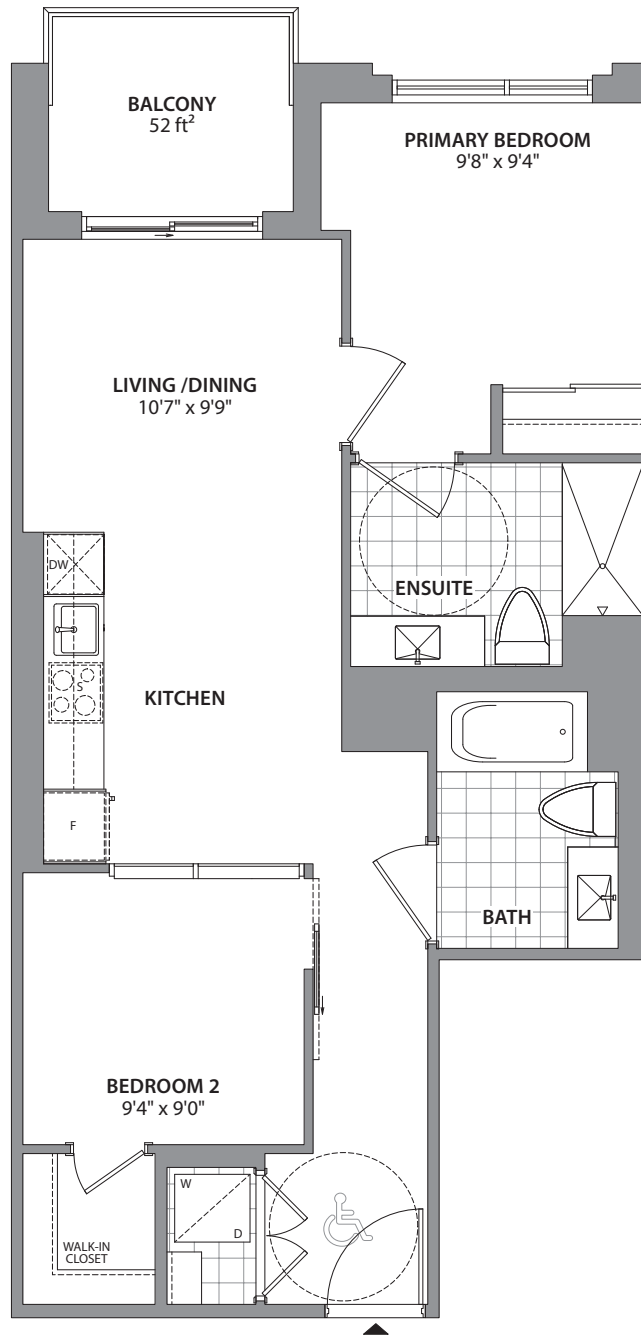 BALCONY
52 ft²
PRIMARY BEDROOM
9'8" x 9'4"
LIVING /DINING
10'7" x 9'9"
DW
ENSUITE
S
KITCHEN
F
BATH
BEDROOM 2
9'4" x 9'0"
W
D
WALK-IN
CLOSET